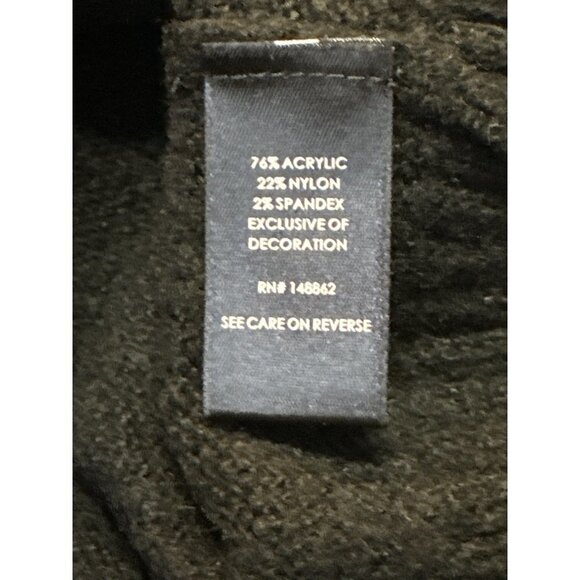 76% ACRYLIC
22% NYLON
2% SPANDEX
EXCLUSIVE OF
DECORATION
RN# 148862
SEE CARE ON REVERSE